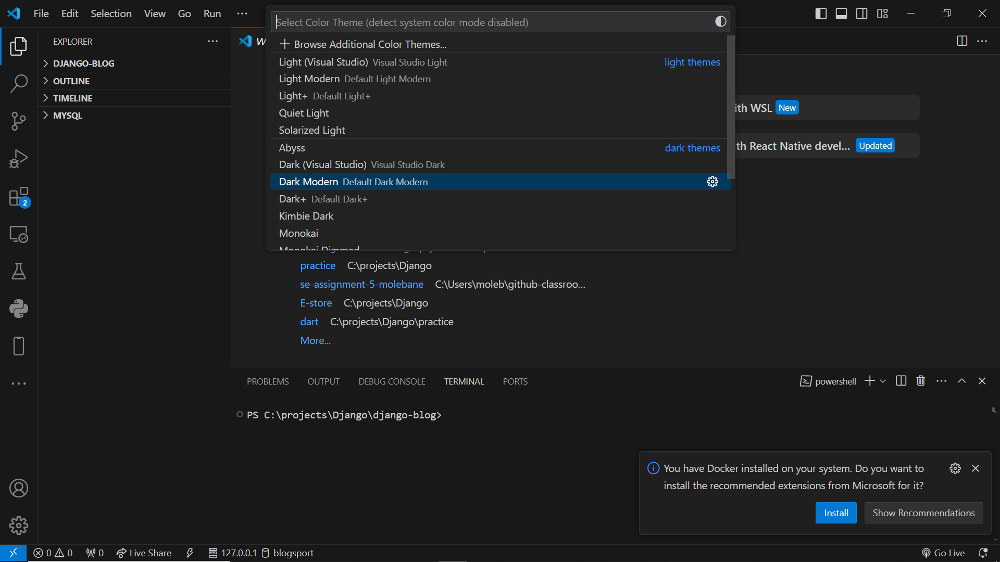 File Edit Selection View Go Run ···
Select Color Theme (detect system color mode disabled)
EXPLORER
DJANGO-BLOG
OUTLINE
TIMELINE
MYSQL
2
W
Browse Additional Color Themes...
Light (Visual Studio) Visual Studio Light light themes
Light Modern Default Light Modern
Light+ Default Light+
Quiet Light
Solarized Light
Abyss dark themes
Dark (Visual Studio) Visual Studio Dark
Dark Modern Default Dark Modern
Dark+ Default Dark+
Kimbie Dark
Monokai
Monokai Dimmed
ith WSL New
th React Native devel... Updated
practice C:\projects\Django
se-assignment-5-molebane C:\Users\moleb\github-classroo...
E-store C:\projects\Django
dart C:\projects\Django\practice
More...
PROBLEMS OUTPUT DEBUG CONSOLE TERMINAL PORTS powershell
PS C:\projects\Django\django-blog>
You have Docker installed on your system. Do you want to
install the recommended extensions from Microsoft for it?
Install Show Recommendations
0 0 0 Live Share 127.0.0.1 blogsport Go Live